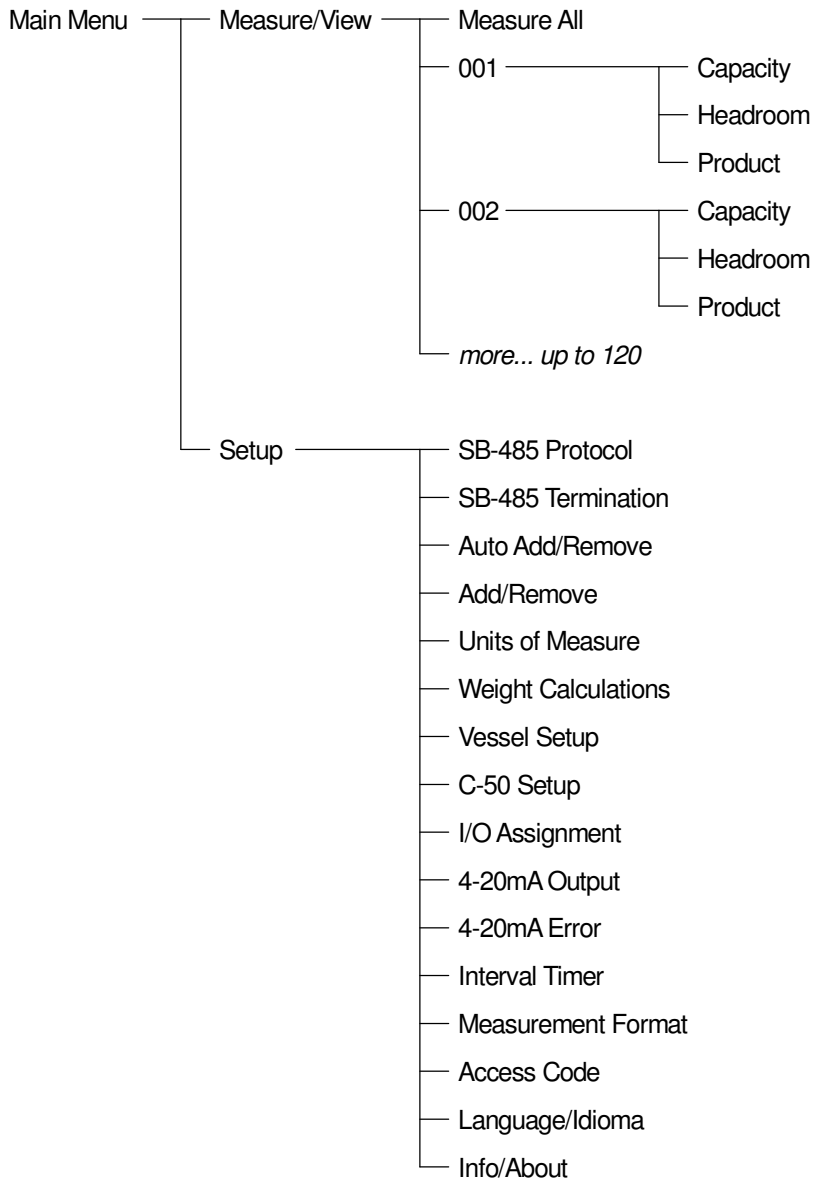 Main Menu Measure/View Measure All
001 Capacity
Headroom
Product
002 Capacity
Headroom
Product
more... up to 120
Setup SB-485 Protocol
SB-485 Termination
Auto Add/Remove
Add/Remove
Units of Measure
Weight Calculations
Vessel Setup
C-50 Setup
I/O Assignment
4-20mA Output
4-20mA Error
Interval Timer
Measurement Format
Access Code
Language/Idioma
Info/About